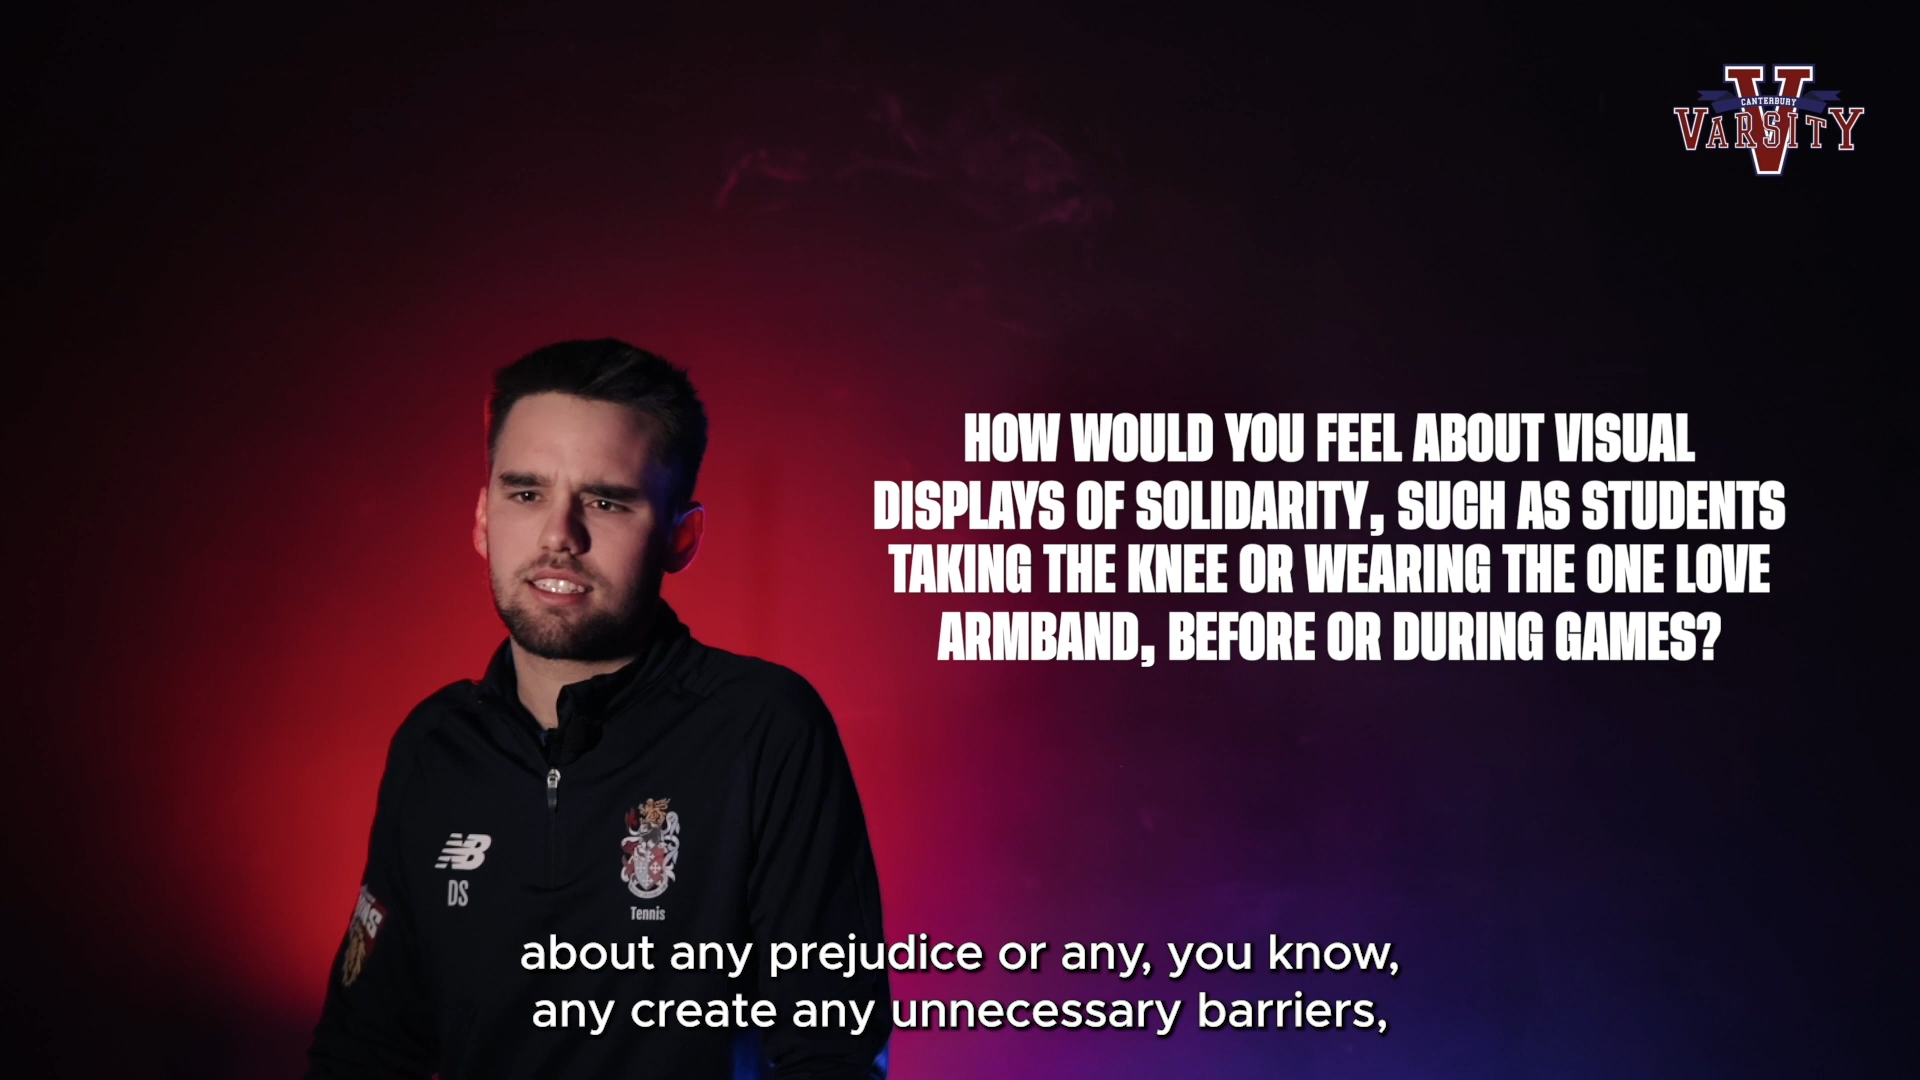 CANTERBURY
VARSITY
HOW WOULD YOU FEEL ABOUT VISUAL
DISPLAYS OF SOLIDARITY, SUCH AS STUDENTS
TAKING THE KNEE OR WEARING THE ONE LOVE
ARMBAND, BEFORE OR DURING GAMES?
NB
DS
Tennis
about any prejudice or any, you know,
any create any unnecessary barriers,